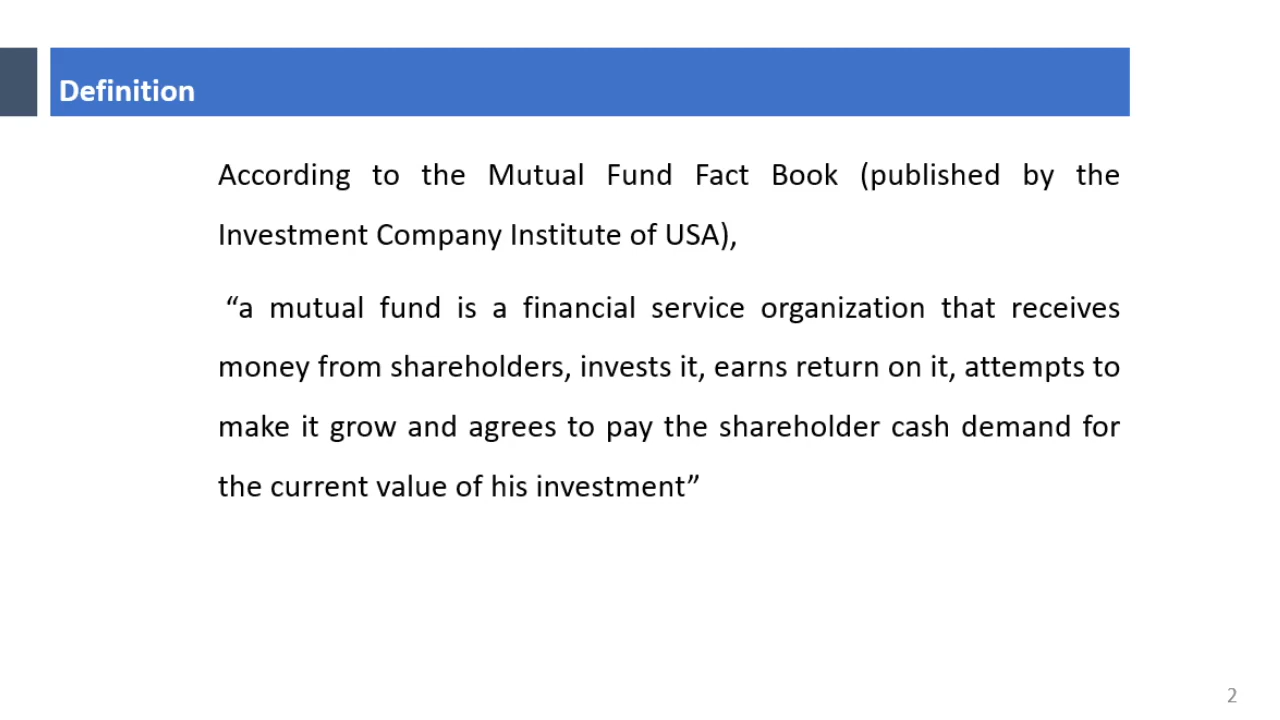 Definition
According to the Mutual Fund Fact Book (published by the
Investment Company Institute of USA),
“a mutual fund is a financial service organization that receives
money from shareholders, invests it, earns return on it, attempts to
make it grow and agrees to pay the shareholder cash demand for
the current value of his investment”
2